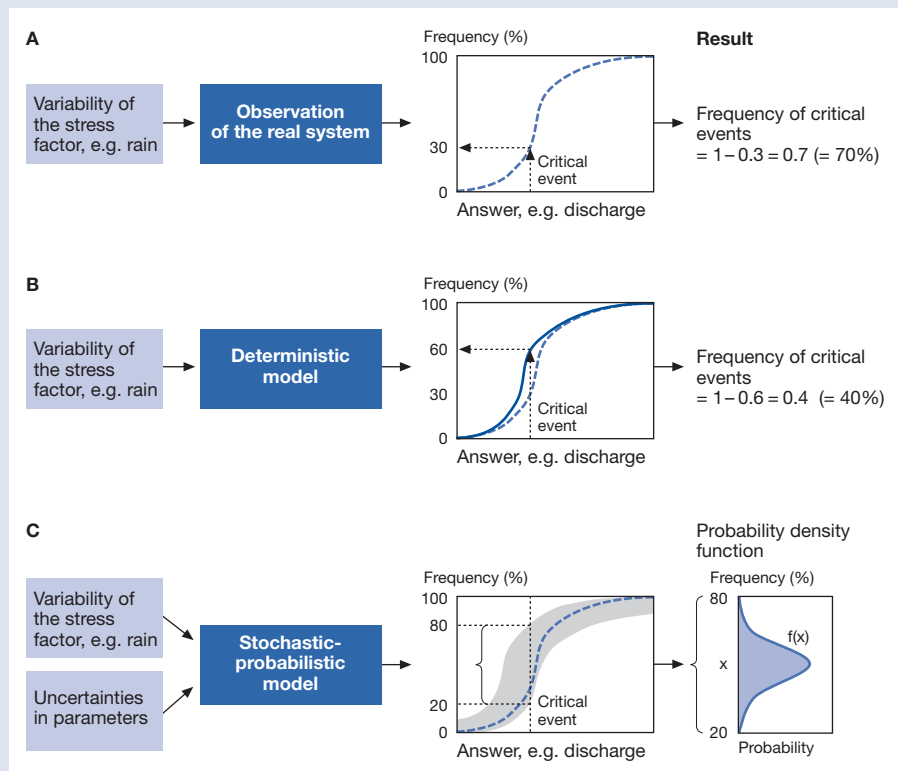 A
Variability of
the stress
factor, e.g. rain
Observation
of the real system
Frequency (%)
100
30
0
Critical
event
Answer, e.g. discharge
Result
Frequency of critical
events
= 1 – 0.3 = 0.7 (= 70%)
B
Variability of
the stress
factor, e.g. rain
Deterministic
model
Frequency (%)
100
60
30
0
Critical
event
Answer, e.g. discharge
Frequency of critical
events
= 1 – 0.6 = 0.4 (= 40%)
C
Variability of
the stress
factor, e.g. rain
Uncertainties
in parameters
Stochastic-
probabilistic
model
Frequency (%)
100
80
20
0
Critical
event
Answer, e.g. discharge
Probability density
function
Frequency (%)
80
x
20
f(x)
Probability